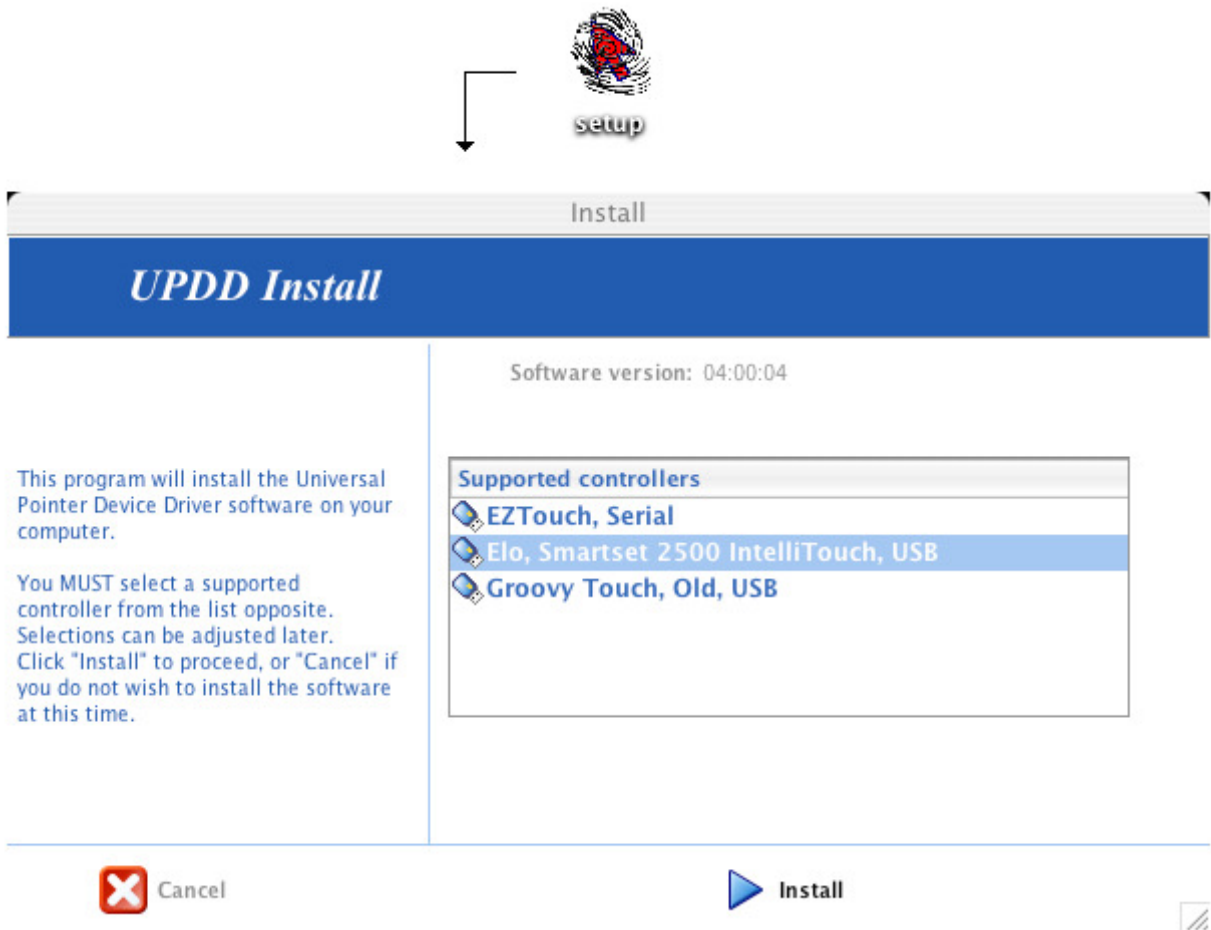 setup
Install
UPDD Install
Software version: 04:00:04
This program will install the Universal
Pointer Device Driver software on your
computer.
You MUST select a supported
controller from the list opposite.
Selections can be adjusted later.
Click "Install" to proceed, or "Cancel" if
you do not wish to install the software
at this time.
Supported controllers
EZTouch, Serial
Elo, Smartset 2500 IntelliTouch, USB
Groovy Touch, Old, USB
Cancel
Install